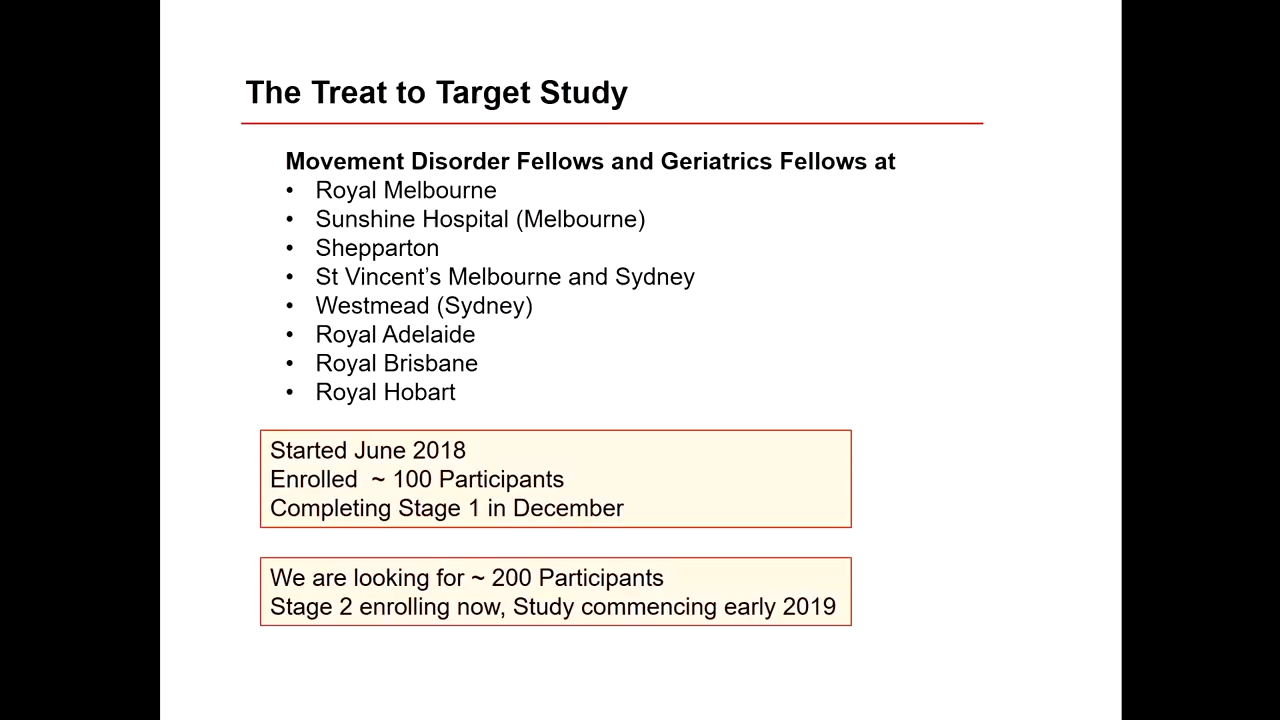 The Treat to Target Study
Movement Disorder Fellows and Geriatrics Fellows at
• Royal Melbourne
• Sunshine Hospital (Melbourne)
• Shepparton
• St Vincent’s Melbourne and Sydney
• Westmead (Sydney)
• Royal Adelaide
• Royal Brisbane
• Royal Hobart
Started June 2018
Enrolled ~ 100 Participants
Completing Stage 1 in December
We are looking for ~ 200 Participants
Stage 2 enrolling now, Study commencing early 2019